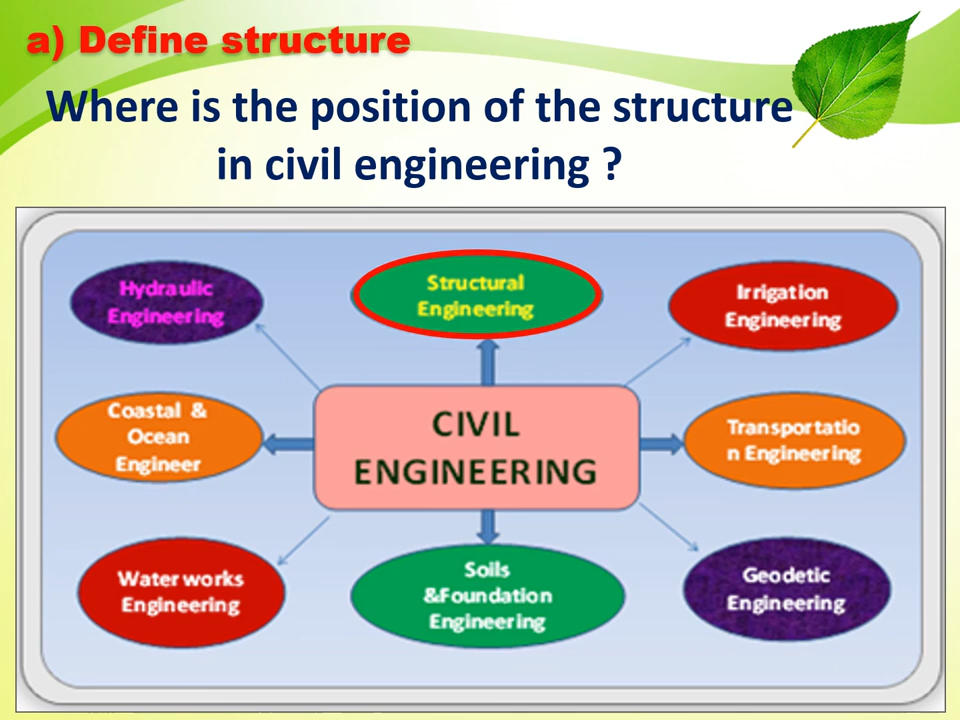 a) Define structure
Where is the position of the structure
in civil engineering ?
Hydraulic
Engineering
Structural
Engineering
Irrigation
Engineering
Coastal &
Ocean
Engineer
CIVIL
ENGINEERING
Transportatio
n Engineering
Water works
Engineering
Soils
&Foundation
Engineering
Geodetic
Engineering